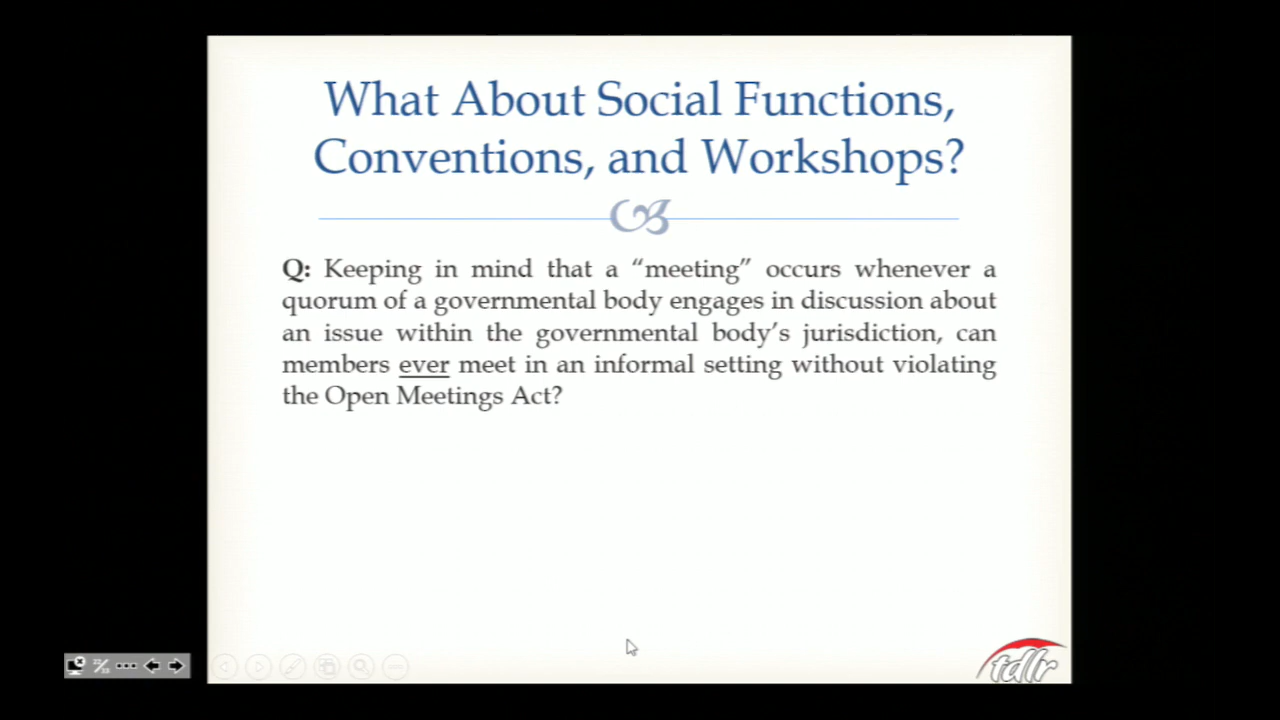 What About Social Functions,
Conventions, and Workshops?
Q: Keeping in mind that a “meeting” occurs whenever a
quorum of a governmental body engages in discussion about
an issue within the governmental body’s jurisdiction, can
members ever meet in an informal setting without violating
the Open Meetings Act?
tdlr